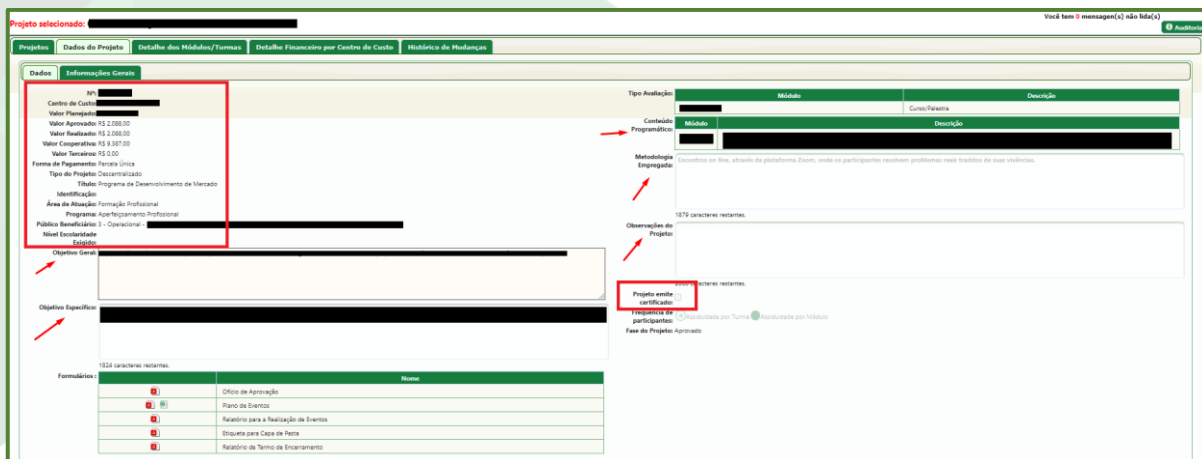 Você tem 0 mensagen(s) não lida(s)
Projeto selecionado:
Auditoria
Projetos
Dados do Projeto
Detalhe dos Módulos/Turmas
Detalhe Financeiro por Centro de Custo
Histórico de Mudanças
Dados
Informações Gerais
Nº:
Centro de Custo:
Valor Planejado:
Valor Aprovado: R$ 2.088,00
Valor Realizado: R$ 2.088,00
Valor Cooperativa: R$ 9.387,00
Valor Terceiros: R$ 0,00
Forma de Pagamento: Parcela Única
Tipo do Projeto: Descentralizado
Título: Programa de Desenvolvimento de Mercado
Identificação:
Área de Atuação: Formação Profissional
Programa: Aperfeiçoamento Profissional
Público Beneficiário: 3 - Operacional -
Nível Escolaridade
Exigido:
Objetivo Geral:
Objetivo Específico:
1824 caracteres restantes.
Formulários :
Nome
Ofício de Aprovação
Plano de Eventos
Relatório para a Realização de Eventos
Etiqueta para Capa de Pasta
Relatório de Termo de Encerramento
Tipo Avaliação:
Módulo
Descrição
Curso/Palestra
Conteúdo
Programático:
Módulo
Descrição
Metodologia
Empregada:
Encontros on line, através da plataforma Zoom, onde os participantes resolvem problemas reais trazidos de suas vivências.
1879 caracteres restantes.
Observações do
Projeto:
caracteres restantes.
Projeto emite
certificado:
Frequência de
participantes:
Assiduidade por Turma
Assiduidade por Módulo
Fase do Projeto: Aprovado